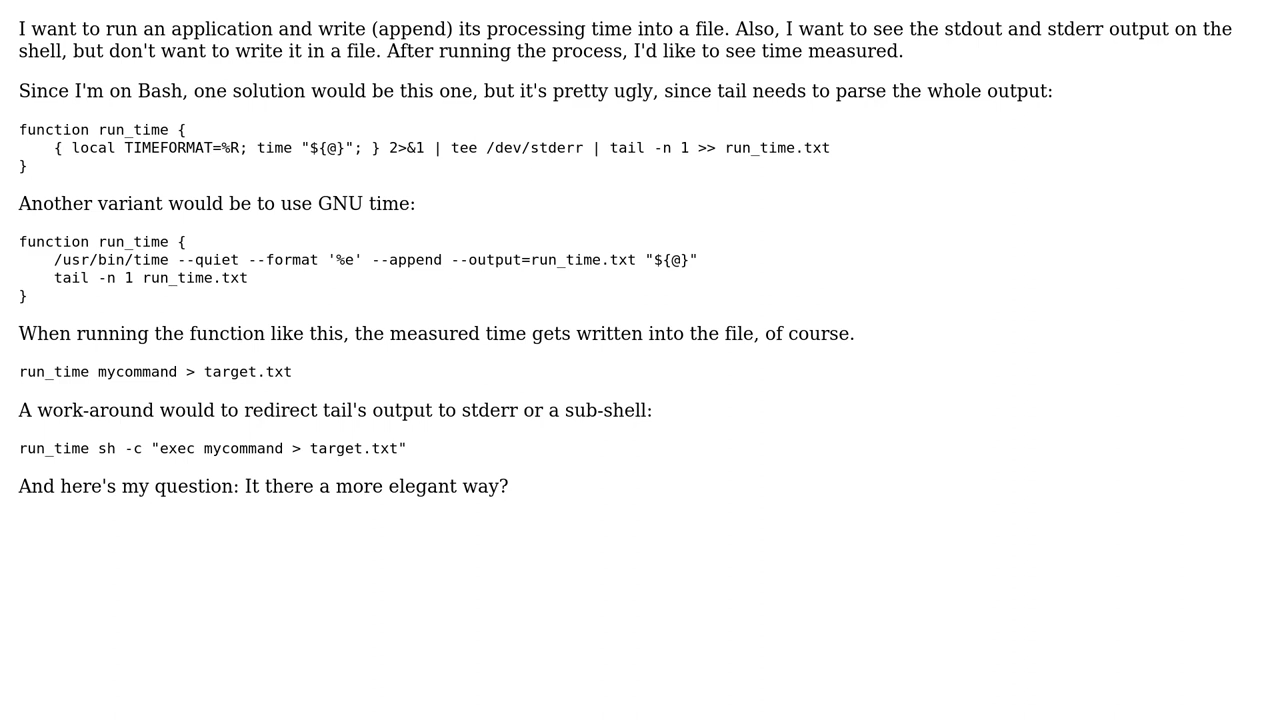 I want to run an application and write (append) its processing time into a file. Also, I want to see the stdout and stderr output on the
shell, but don't want to write it in a file. After running the process, I'd like to see time measured.
Since I'm on Bash, one solution would be this one, but it's pretty ugly, since tail needs to parse the whole output:
function run_time {
    { local TIMEFORMAT=%R; time "${@}"; } 2>&1 | tee /dev/stderr | tail -n 1 >> run_time.txt
}
Another variant would be to use GNU time:
function run_time {
    /usr/bin/time --quiet --format '%e' --append --output=run_time.txt "${@}"
    tail -n 1 run_time.txt
}
When running the function like this, the measured time gets written into the file, of course.
run_time mycommand > target.txt
A work-around would to redirect tail's output to stderr or a sub-shell:
run_time sh -c "exec mycommand > target.txt"
And here's my question: It there a more elegant way?